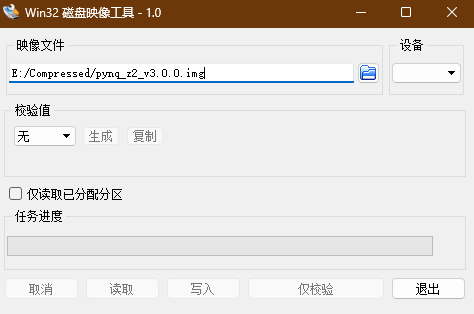 Win32 磁盘映像工具 - 1.0
映像文件
设备
E:/Compressed/pynq_z2_v3.0.0.img
校验值
无
生成
复制
仅读取已分配分区
任务进度
取消
读取
写入
仅校验
退出